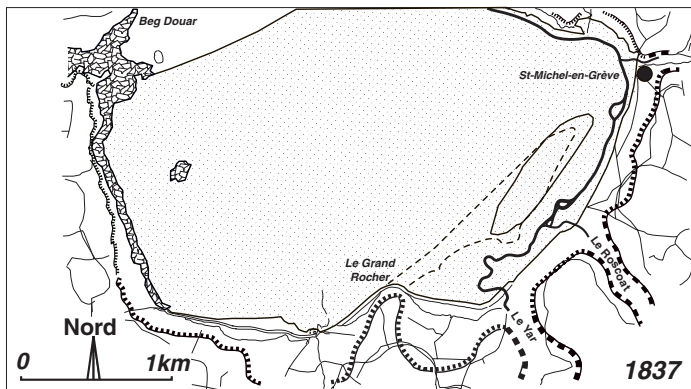 Beg Douar
St-Michel-en-Grève
Le Grand
Rocher
Le Roscoat
Le Yar
Nord
0 1km
1837